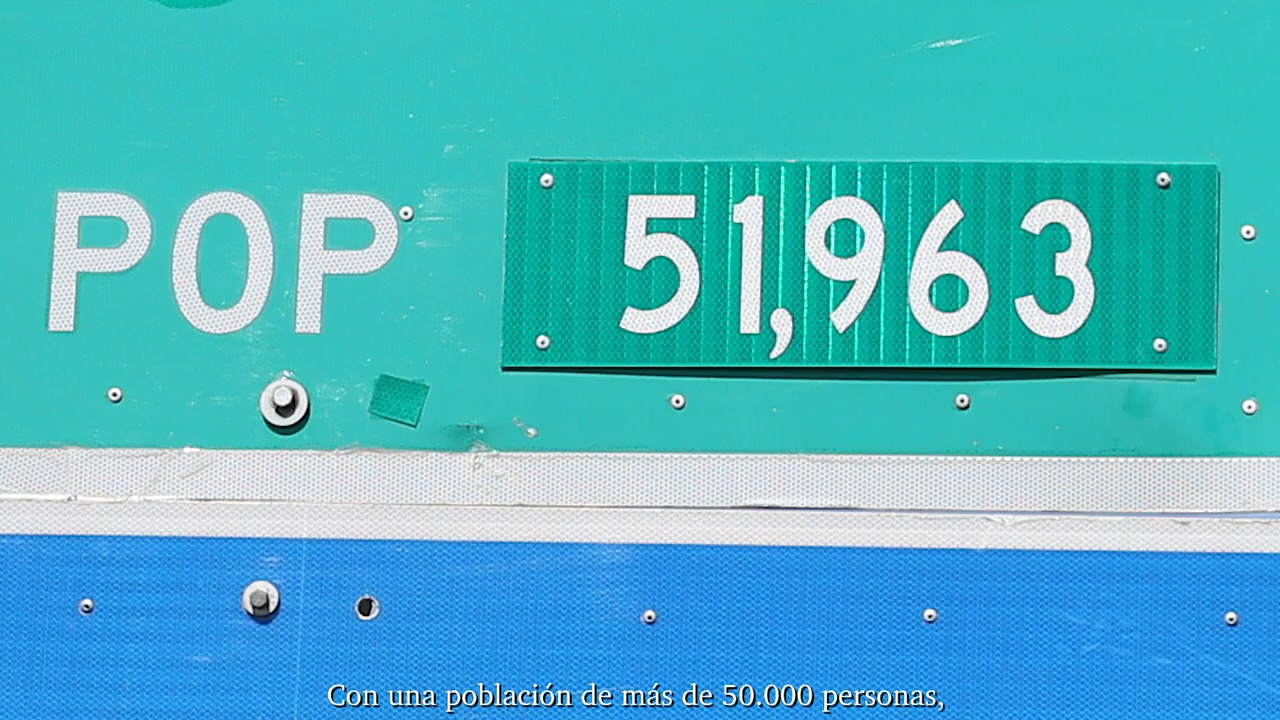 POP 51,963
Con una población de más de 50.000 personas,